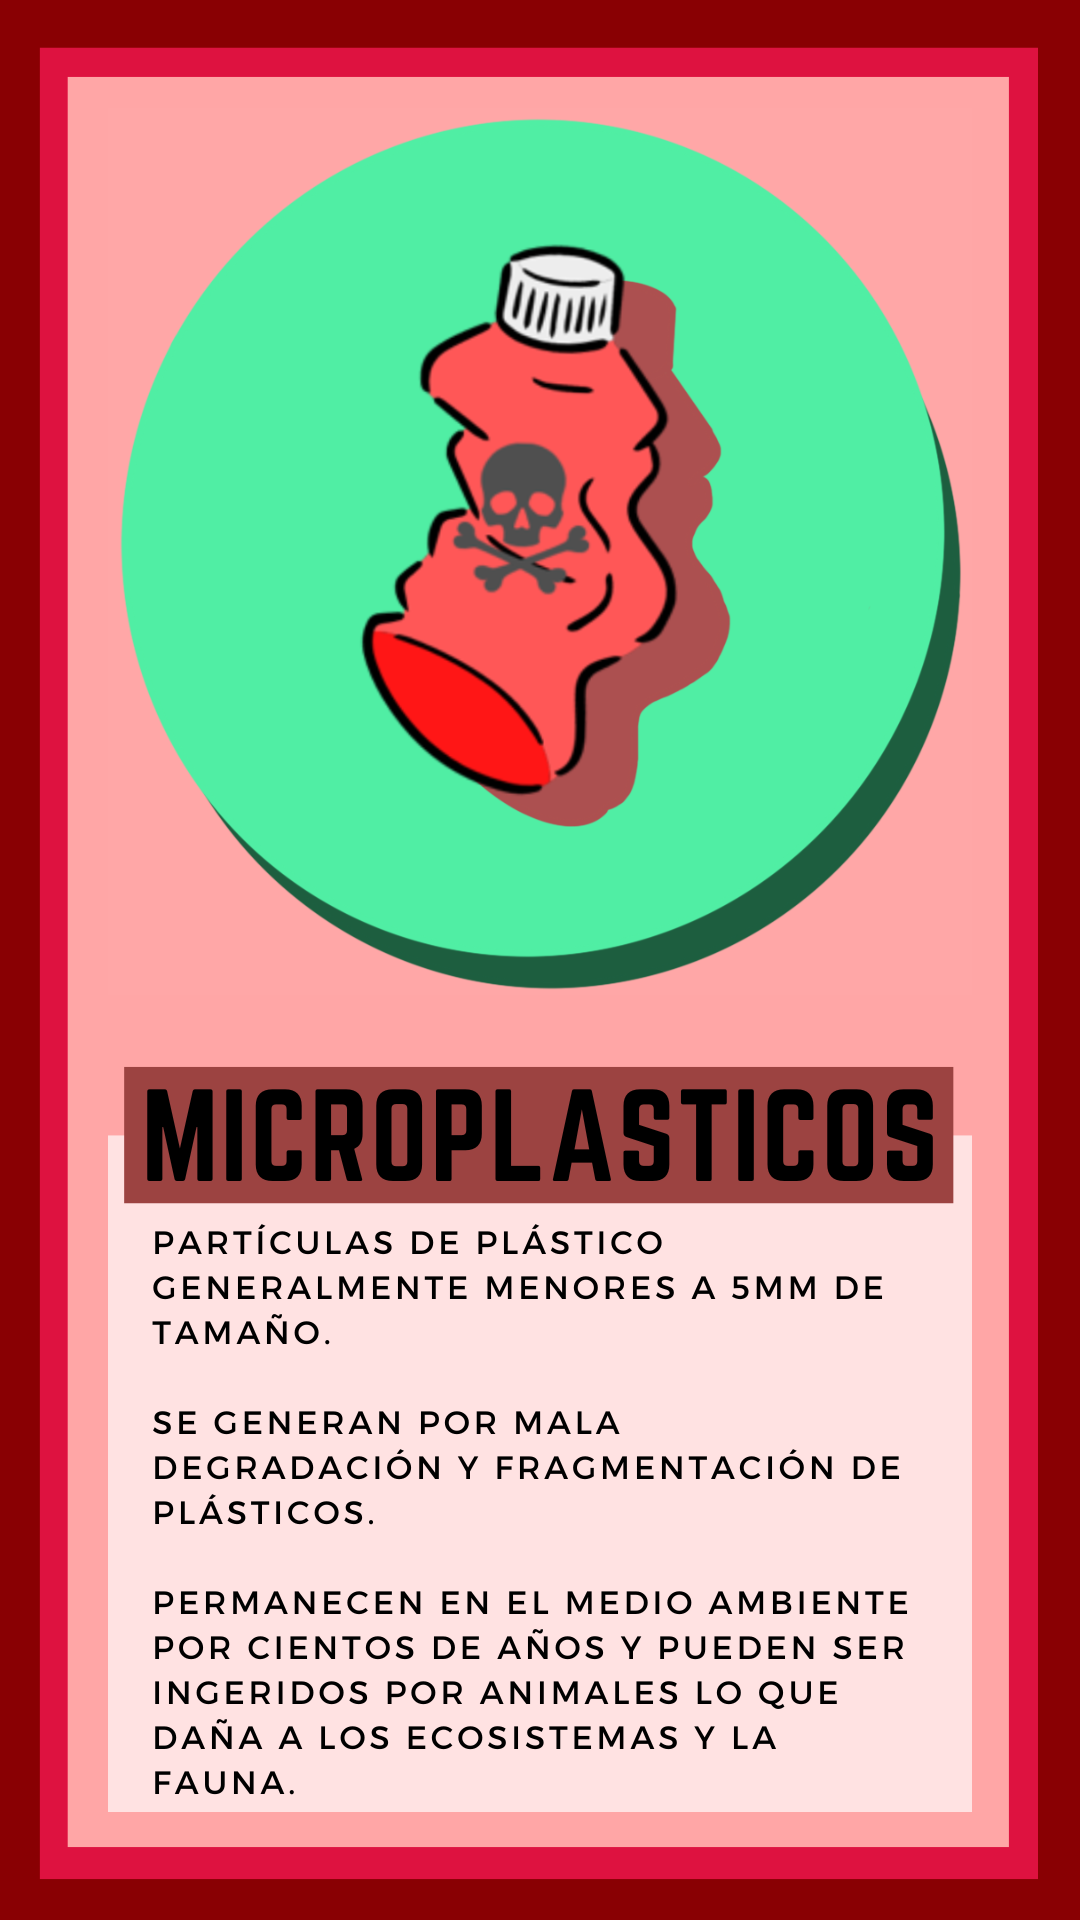 MICROPLASTICOS
PARTÍCULAS DE PLÁSTICO
GENERALMENTE MENORES A 5MM DE
TAMAÑO.
SE GENERAN POR MALA
DEGRADACIÓN Y FRAGMENTACIÓN DE
PLÁSTICOS.
PERMANECEN EN EL MEDIO AMBIENTE
POR CIENTOS DE AÑOS Y PUEDEN SER
INGERIDOS POR ANIMALES LO QUE
DAÑA A LOS ECOSISTEMAS Y LA
FAUNA.